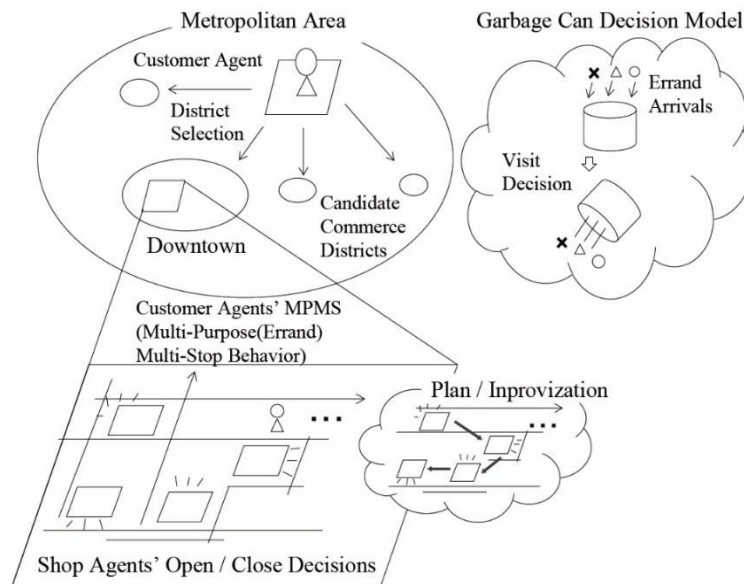 Metropolitan Area
Garbage Can Decision Model
Customer Agent
District
Selection
Errand
Arrivals
Visit
Decision
Candidate
Commerce
Districts
Downtown
Customer Agents' MPMS
(Multi-Purpose(Errand)
Multi-Stop Behavior)
Plan / Inprovization
Shop Agents' Open / Close Decisions